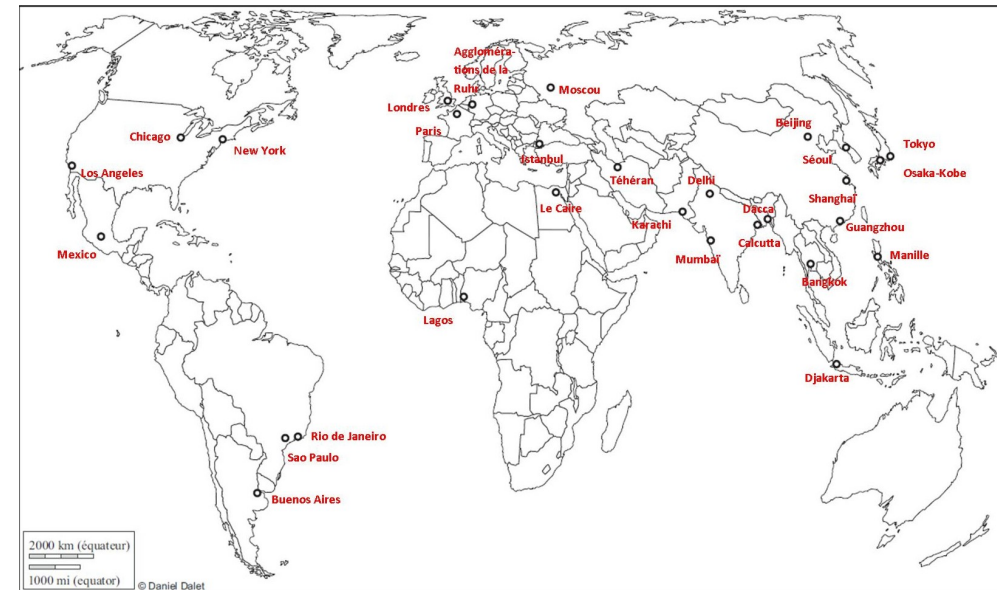 Aggloméra-
tions de la
Ruhr
Moscou
Londres
Paris
Chicago
New York
Beijing
Tokyo
Istanbul
Séoul
Osaka-Kobe
Los Angeles
Téhéran
Delhi
Shanghaï
Le Caire
Dacca
Karachi
Guangzhou
Calcutta
Mexico
Mumbaï
Manille
Bangkok
Lagos
Djakarta
Rio de Janeiro
Sao Paulo
Buenos Aires
2000 km (équateur)
1000 mi (equator)
© Daniel Dalet